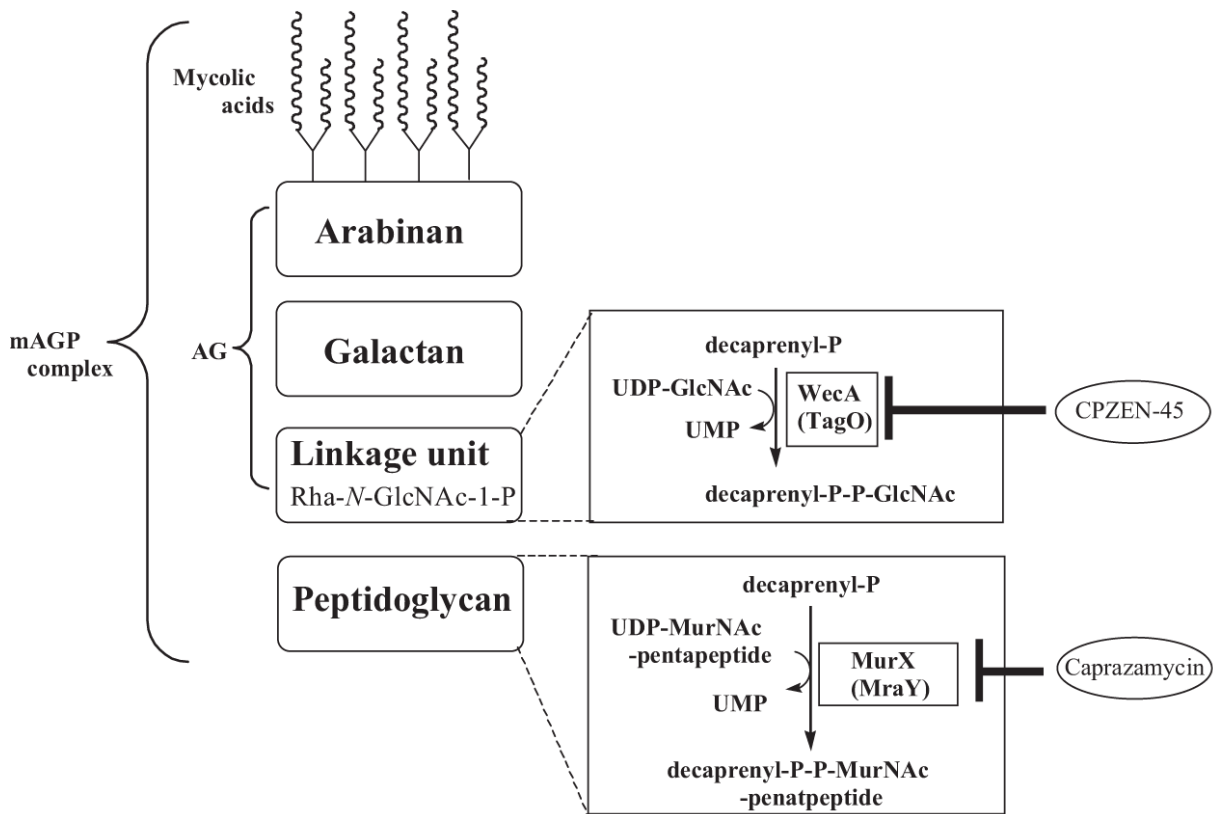 Mycolic
acids
Arabinan
Galactan
mAGP
complex
AG
Linkage unit
Rha-N-GlcNAc-1-P
Peptidoglycan
decaprenyl-P
UDP-GlcNAc
UMP
WecA
(TagO)
decaprenyl-P-P-GlcNAc
CPZEN-45
decaprenyl-P
UDP-MurNAc
-pentapeptide
UMP
MurX
(MraY)
decaprenyl-P-P-MurNAc
-penatpeptide
Caprazamycin